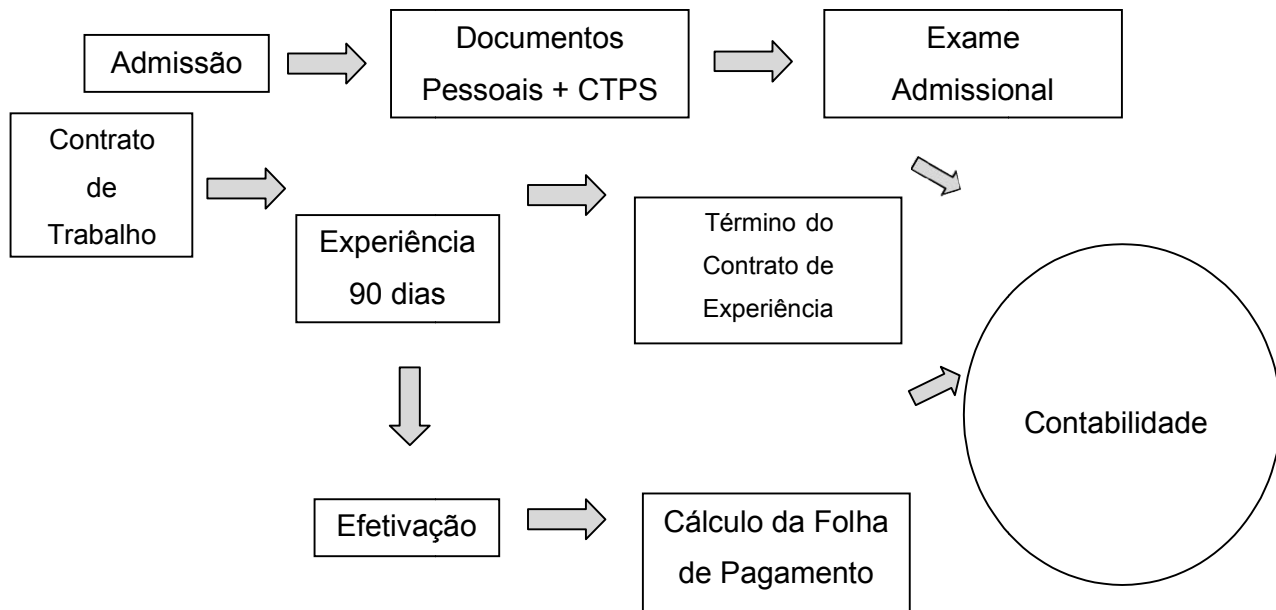 Admissão
Documentos
Pessoais + CTPS
Exame
Admissional
Contrato
de
Trabalho
Experiência
90 dias
Término do
Contrato de
Experiência
Contabilidade
Efetivação
Cálculo da Folha
de Pagamento